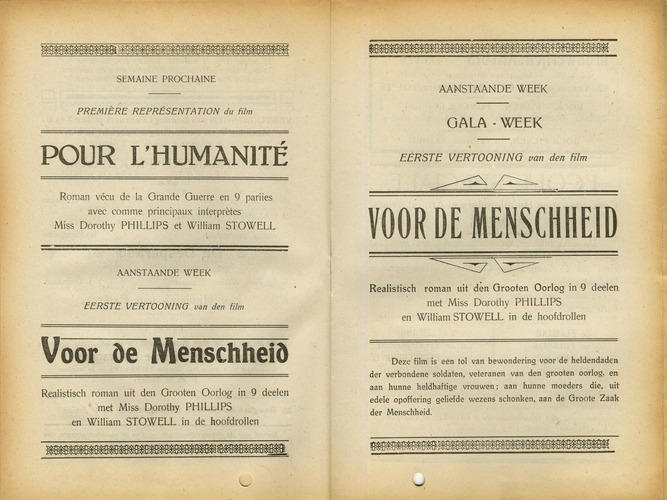 SEMAINE PROCHAINE
PREMIÈRE REPRÉSENTATION du film
POUR L'HUMANITÉ
Roman vécu de la Grande Guerre en 9 parties
avec comme principaux interprètes
Miss Dorothy PHILLIPS et William STOWELL
AANSTAANDE WEEK
EERSTE VERTOONING van den film
Voor de Menschheid
Realistisch roman uit den Grooten Oorlog in 9 deelen
met Miss Dorothy PHILLIPS
en William STOWELL in de hoofdrollen
AANSTAANDE WEEK
GALA - WEEK
EERSTE VERTOONING van den film
VOOR DE MENSCHHEID
Realistisch roman uit den Grooten Oorlog in 9 deelen
met Miss Dorothy PHILLIPS
en William STOWELL in de hoofdrollen
Deze film is een tol van bewondering voor de heldendaden
der verbondene soldaten, veteranen van den grooten oorlog, en
aan hunne heldhaftige vrouwen; aan hunne moeders die, uit
edele opoffering geliefde wezens schonken, aan de Groote Zaak
der Menschheid.